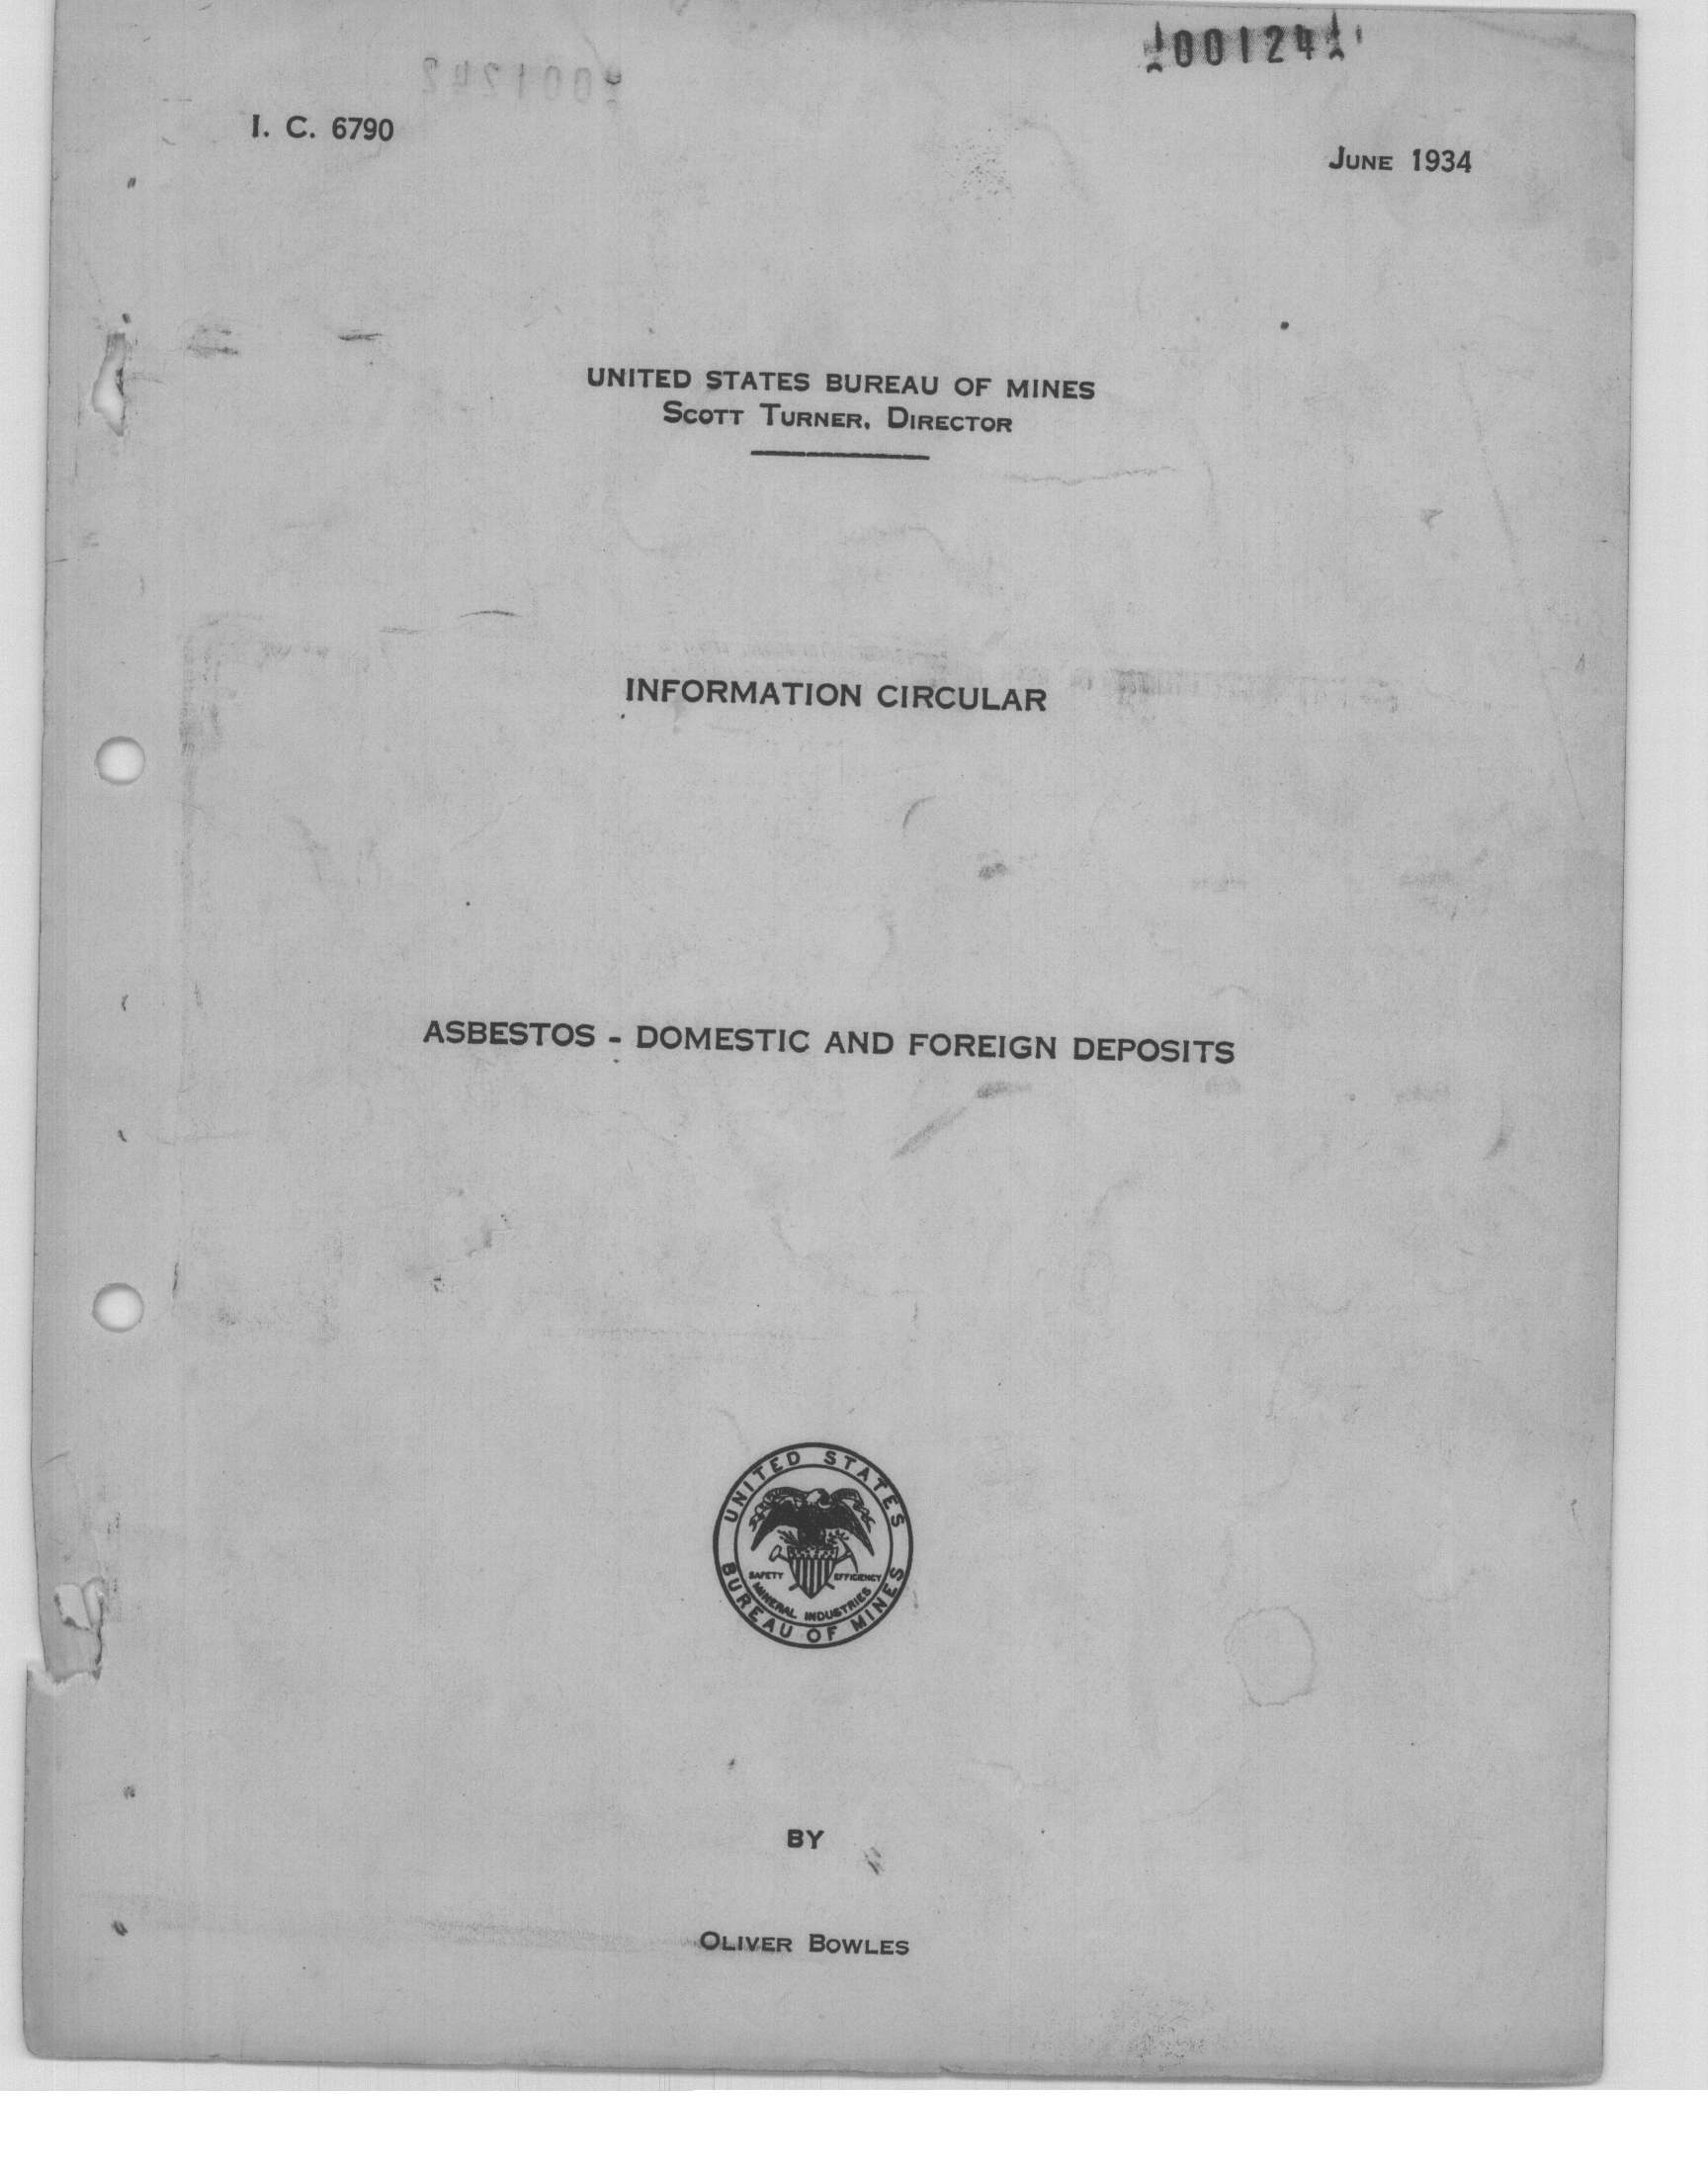 100124
I. C. 6790
JUNE 1934
UNITED STATES BUREAU OF MINES
SCOTT TURNER, DIRECTOR
INFORMATION CIRCULAR
ASBESTOS - DOMESTIC AND FOREIGN DEPOSITS
UNITED STATES
SAFETY EFFICIENCY
MINERAL INDUSTRIES
BUREAU OF MINES
BY
OLIVER BOWLES